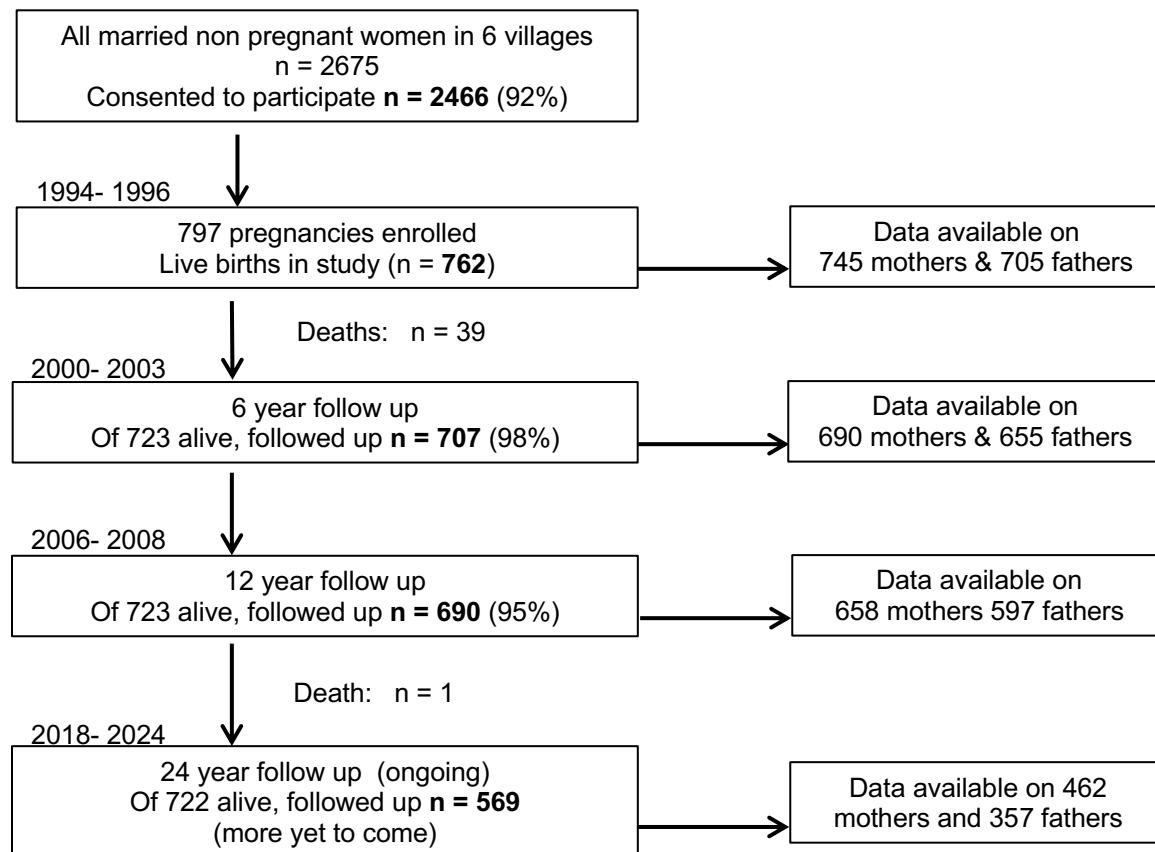 All married non pregnant women in 6 villages
n = 2675
Consented to participate n = 2466 (92%)
1994- 1996
797 pregnancies enrolled
Live births in study (n = 762)
Data available on
745 mothers & 705 fathers
Deaths: n = 39
2000- 2003
6 year follow up
Of 723 alive, followed up n = 707 (98%)
Data available on
690 mothers & 655 fathers
2006- 2008
12 year follow up
Of 723 alive, followed up n = 690 (95%)
Data available on
658 mothers 597 fathers
Death: n = 1
2018- 2024
24 year follow up (ongoing)
Of 722 alive, followed up n = 569
(more yet to come)
Data available on 462
mothers and 357 fathers